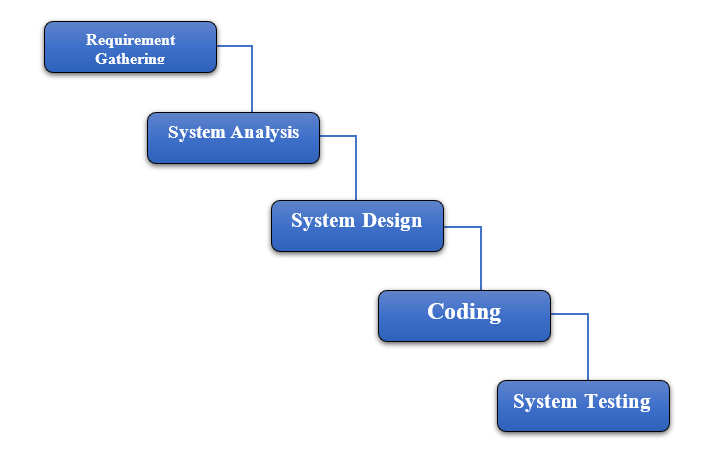 Requirement
Gathering
System Analysis
System Design
Coding
System Testing